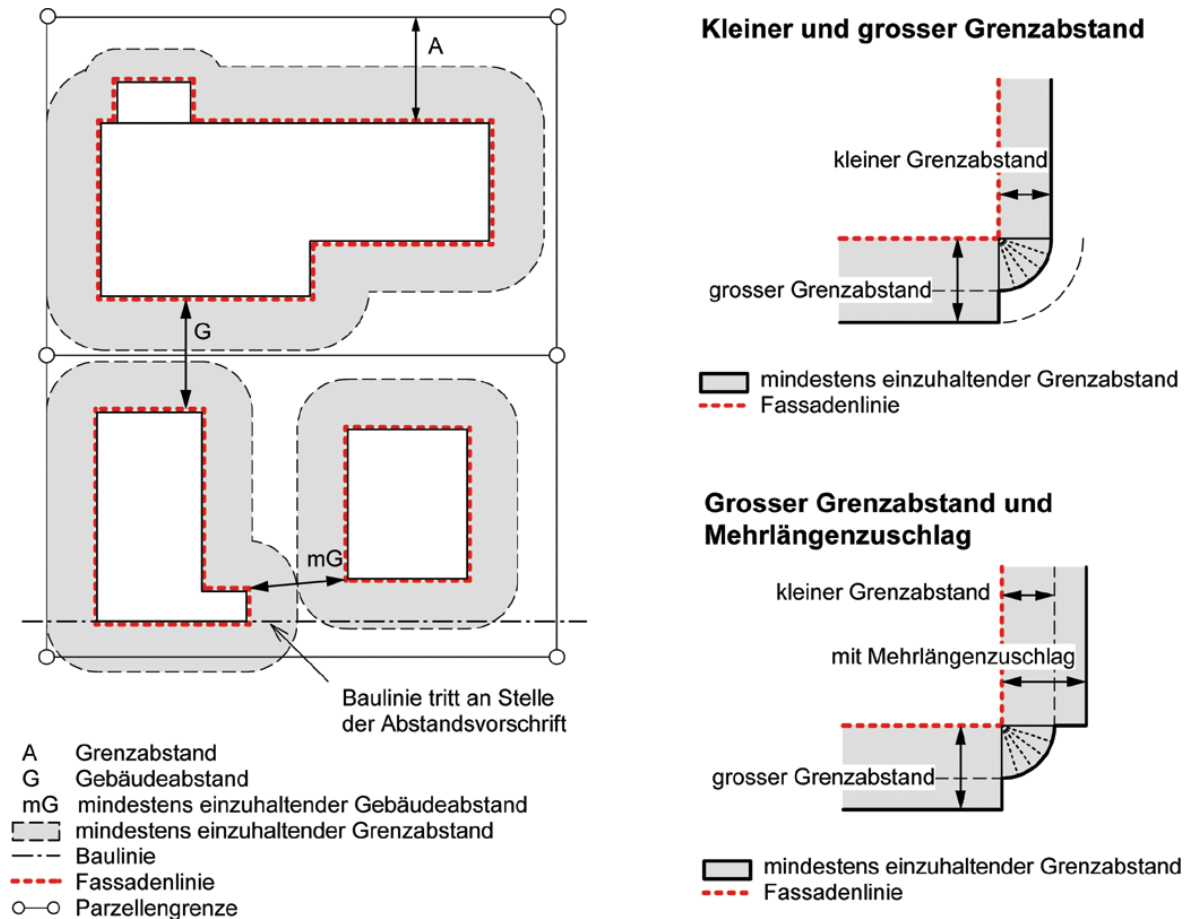 A
G
mG
Baulinie tritt an Stelle
der Abstandsvorschrift
A Grenzabstand
G Gebäudeabstand
mG mindestens einzuhaltender Gebäudeabstand
mindestens einzuhaltender Grenzabstand
Baulinie
Fassadenlinie
Parzellengrenze
Kleiner und grosser Grenzabstand
kleiner Grenzabstand
grosser Grenzabstand
mindestens einzuhaltender Grenzabstand
Fassadenlinie
Grosser Grenzabstand und
Mehrlängenzuschlag
kleiner Grenzabstand
mit Mehrlängenzuschlag
grosser Grenzabstand
mindestens einzuhaltender Grenzabstand
Fassadenlinie